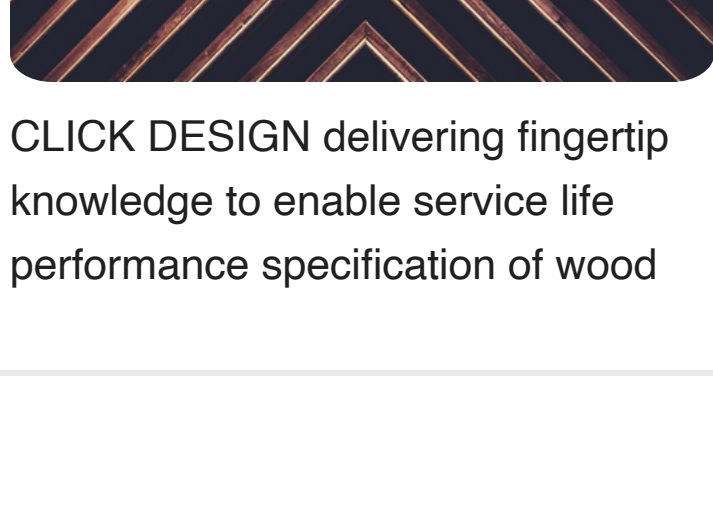 CLICK DESIGN delivering fingertip
knowledge to enable service life
performance specification of wood